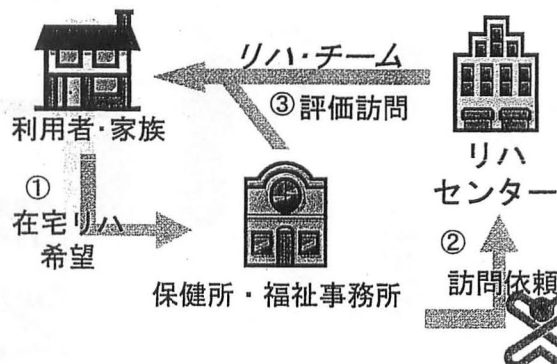 リハ・チーム
③評価訪問
利用者・家族
リハ
センター
①
在宅リハ
希望
②
訪問依頼
保健所・福祉事務所